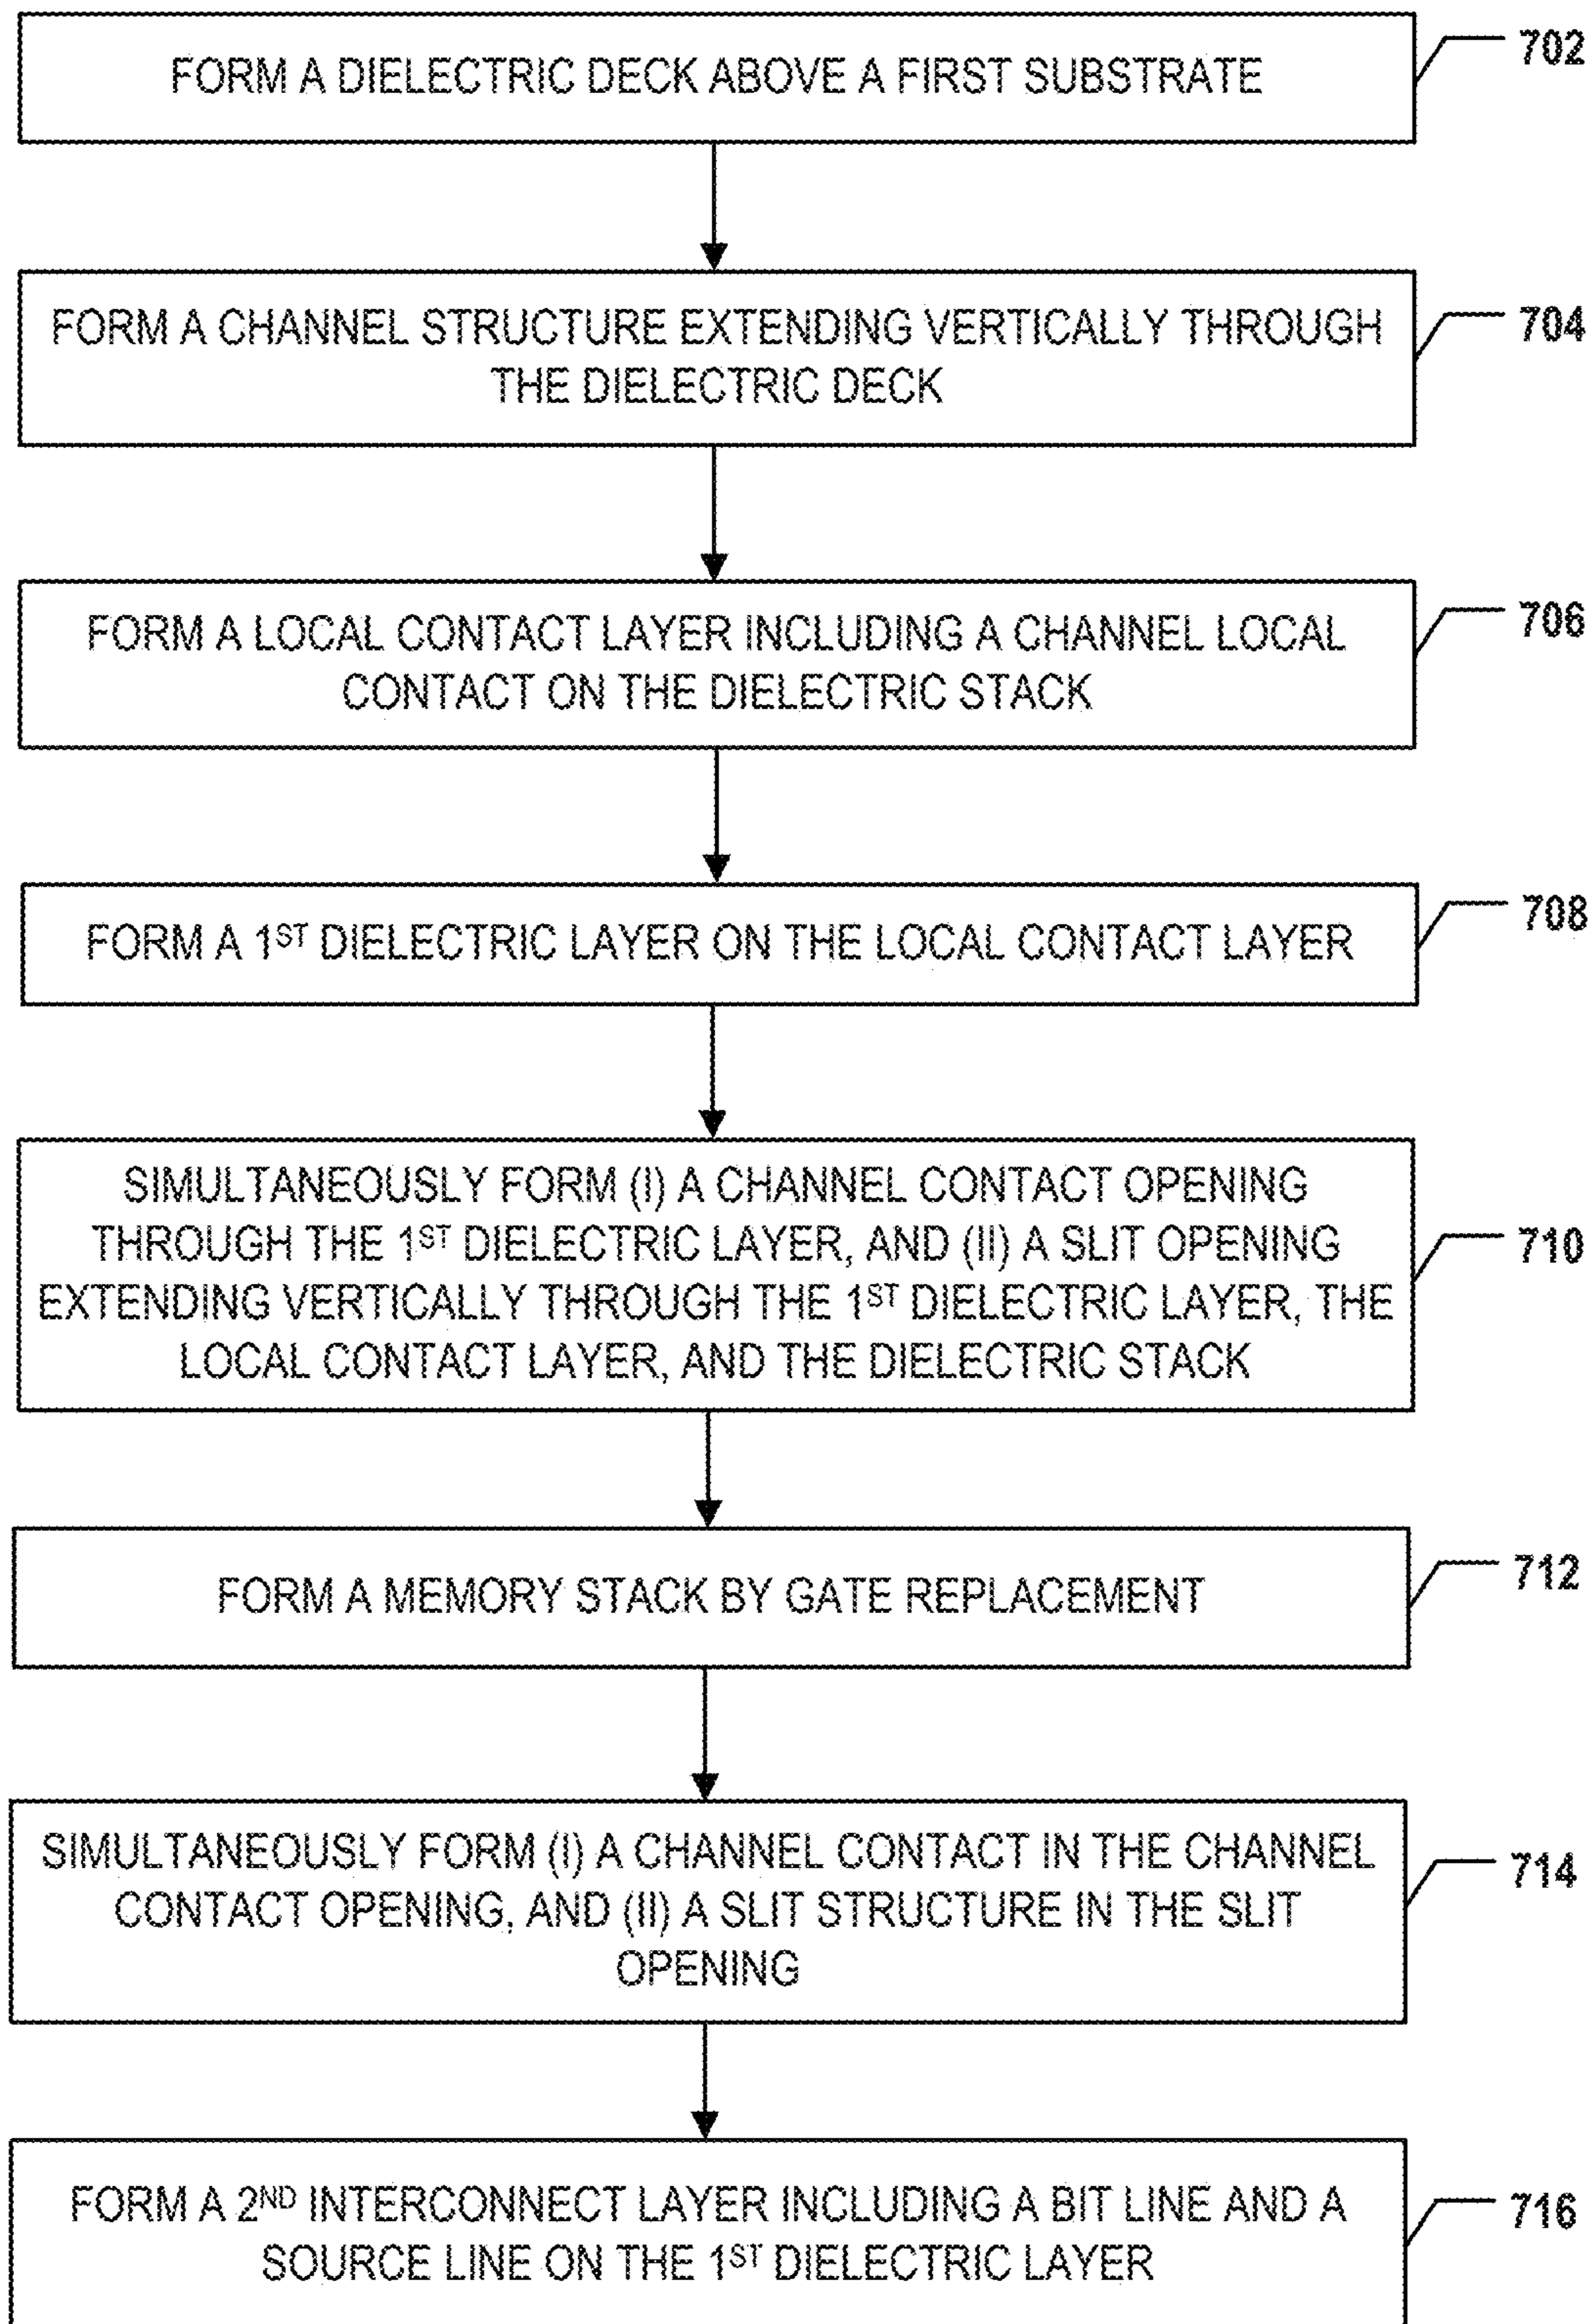 FORM A DIELECTRIC DECK ABOVE A FIRST SUBSTRATE
702
FORM A CHANNEL STRUCTURE EXTENDING VERTICALLY THROUGH
THE DIELECTRIC DECK
704
FORM A LOCAL CONTACT LAYER INCLUDING A CHANNEL LOCAL
CONTACT ON THE DIELECTRIC STACK
706
FORM A 1ST DIELECTRIC LAYER ON THE LOCAL CONTACT LAYER
708
SIMULTANEOUSLY FORM (I) A CHANNEL CONTACT OPENING
THROUGH THE 1ST DIELECTRIC LAYER, AND (II) A SLIT OPENING
EXTENDING VERTICALLY THROUGH THE 1ST DIELECTRIC LAYER, THE
LOCAL CONTACT LAYER, AND THE DIELECTRIC STACK
710
FORM A MEMORY STACK BY GATE REPLACEMENT
712
SIMULTANEOUSLY FORM (I) A CHANNEL CONTACT IN THE CHANNEL
CONTACT OPENING, AND (II) A SLIT STRUCTURE IN THE SLIT
OPENING
714
FORM A 2ND INTERCONNECT LAYER INCLUDING A BIT LINE AND A
SOURCE LINE ON THE 1ST DIELECTRIC LAYER
716